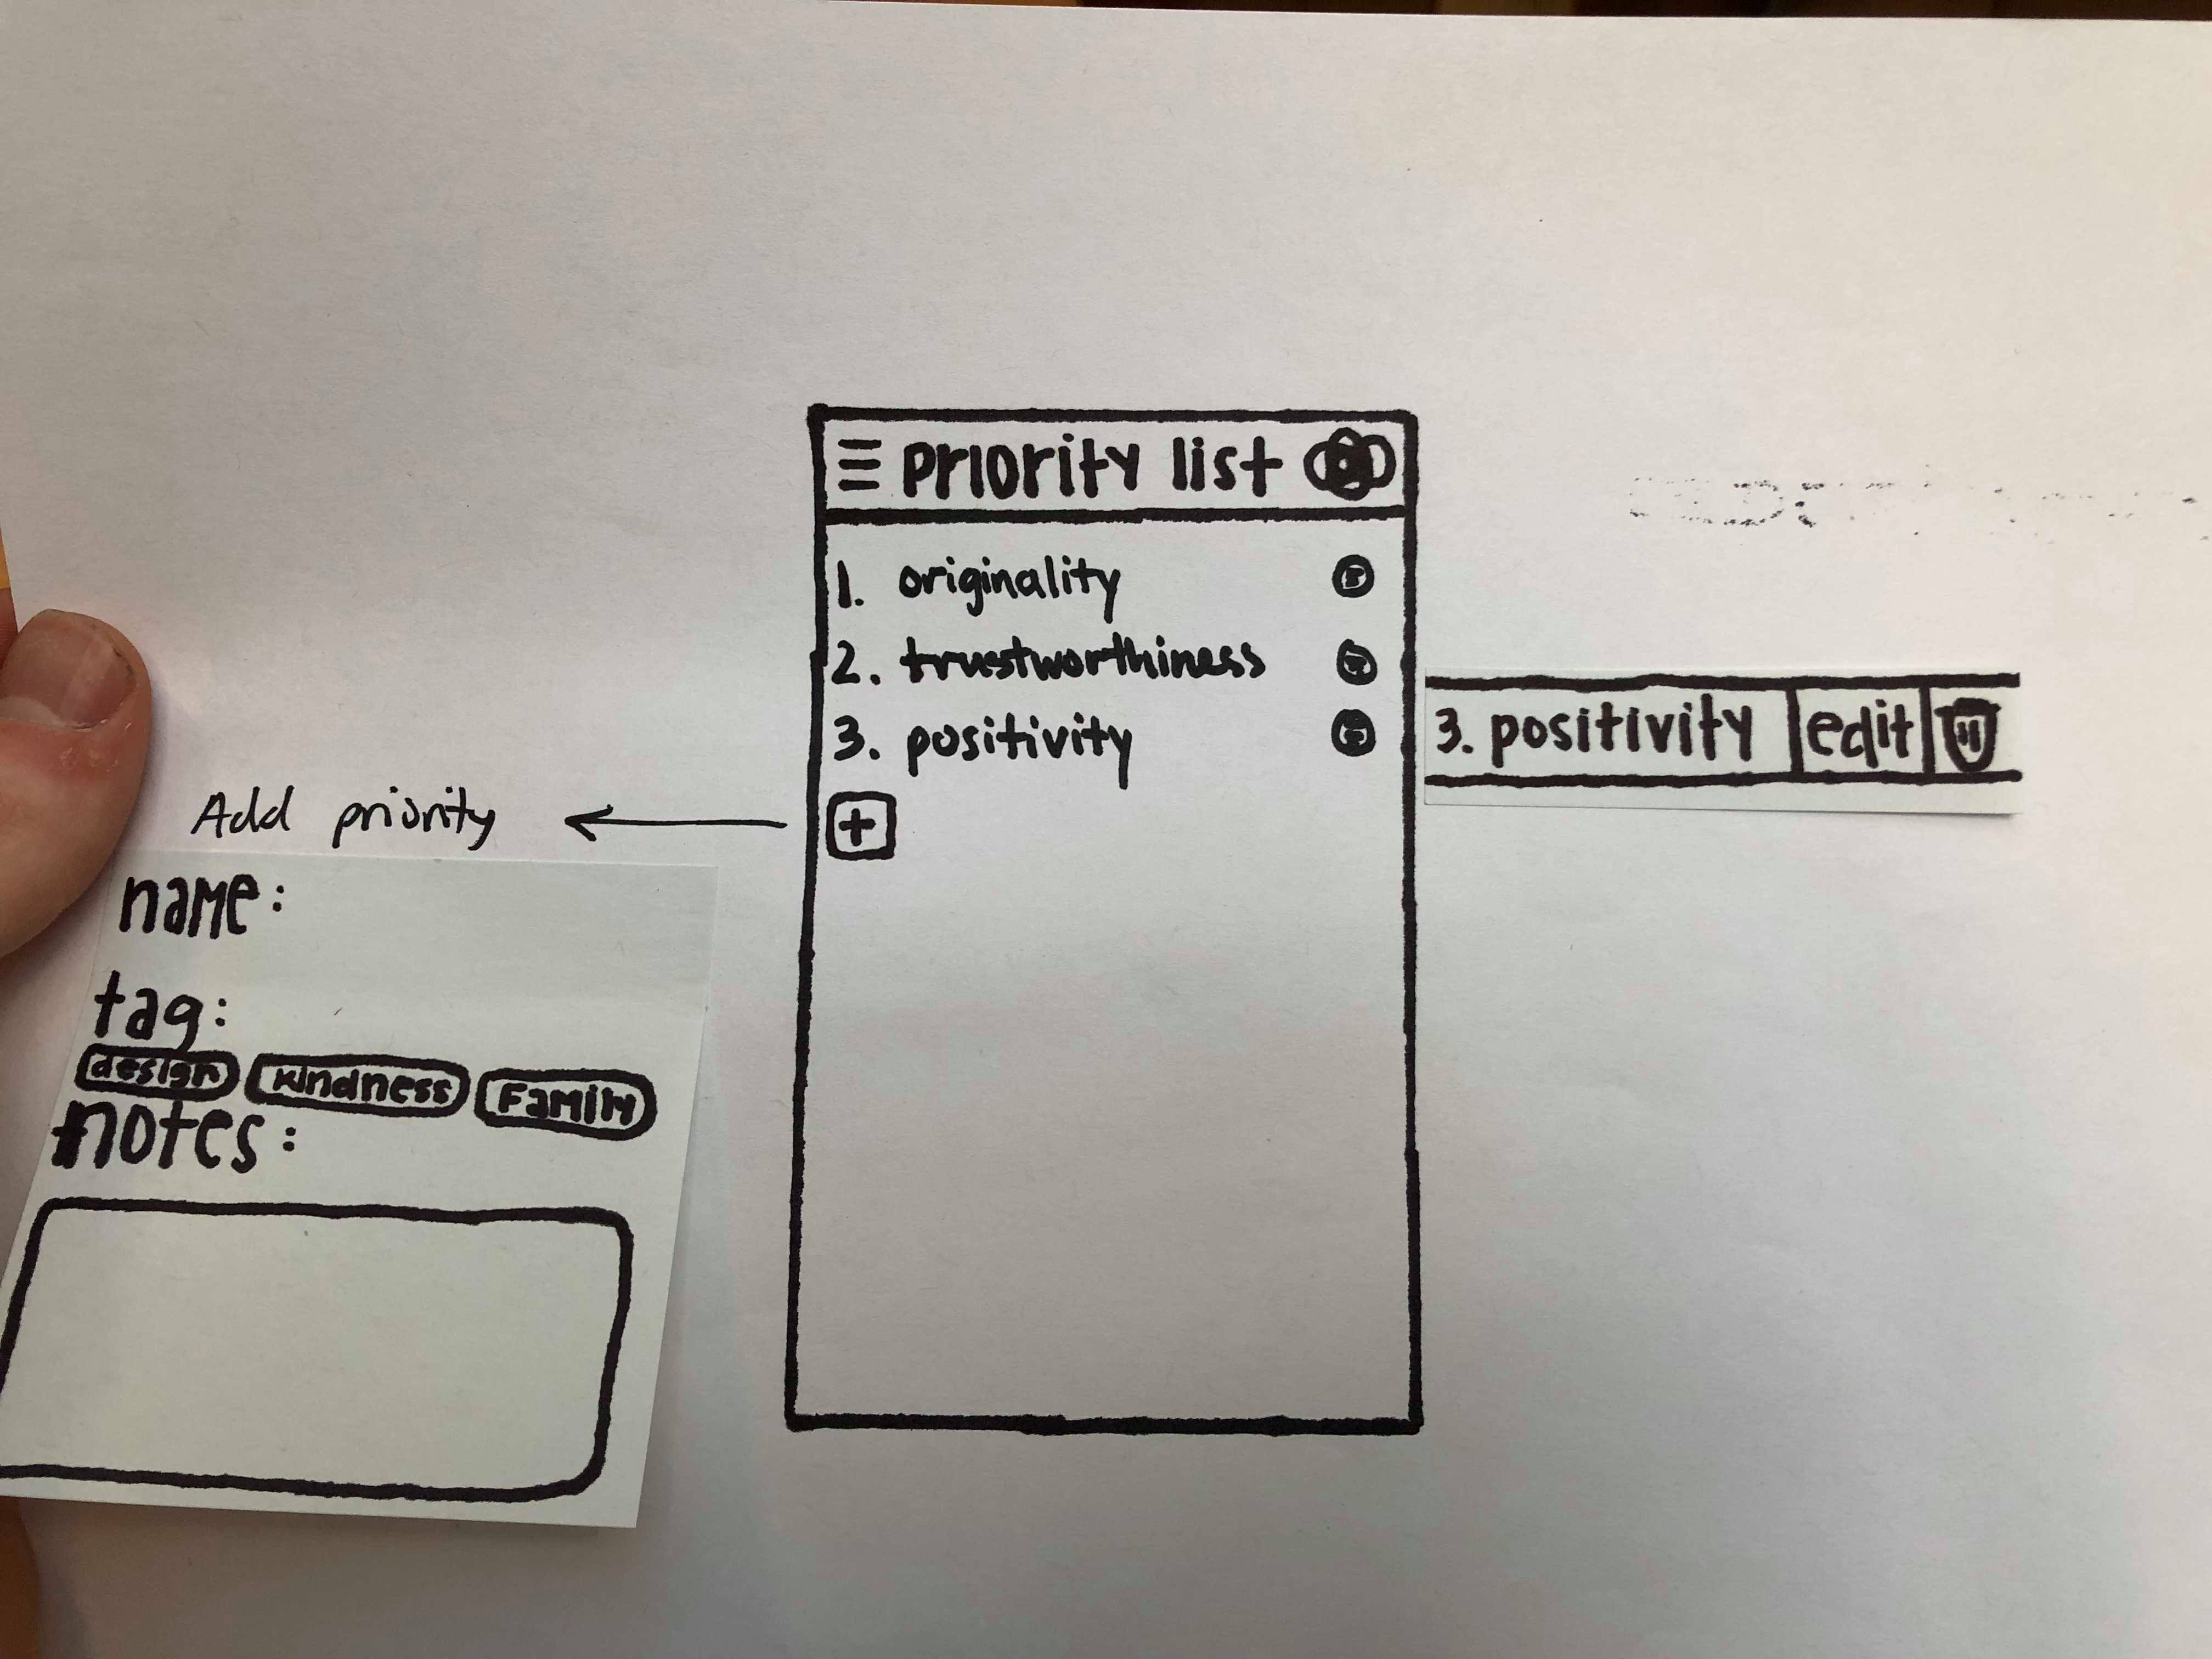 priority list
1. originality
2. trustworthiness
3. positivity
+
3. positivity edit
Add priority
name:
tag:
design kindness Family
notes: